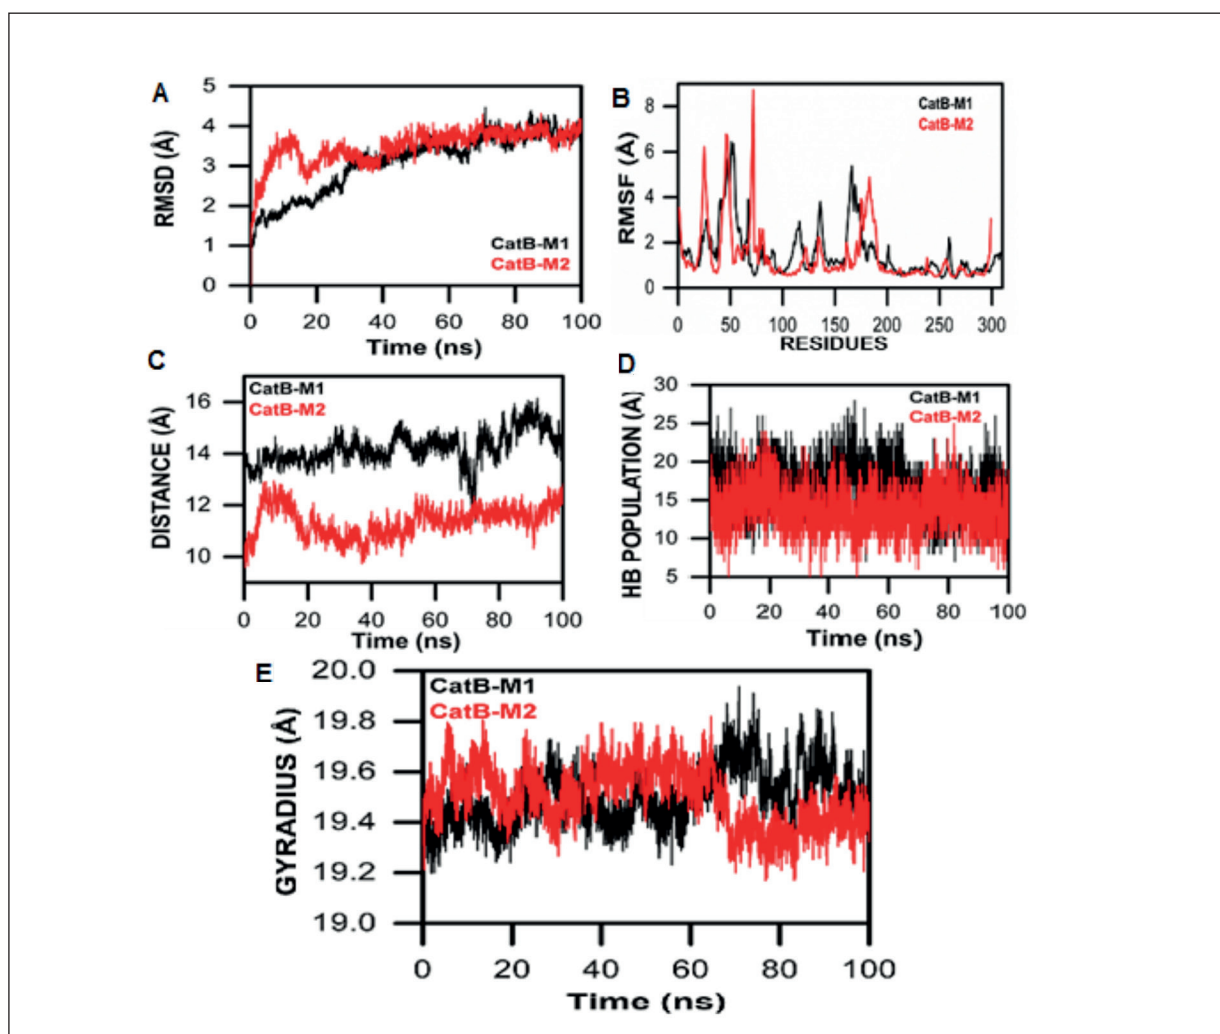 A
RMSD (Å)
5
4
3
2
1
0
CatB-M1
CatB-M2
0 20 40 60 80 100
Time (ns)
B
RMSF (Å)
8
6
4
2
0
CatB-M1
CatB-M2
0 50 100 150 200 250 300
RESIDUES
C
DISTANCE (Å)
16
14
12
10
CatB-M1
CatB-M2
0 20 40 60 80 100
Time (ns)
D
HB POPULATION (Å)
30
25
20
15
10
5
CatB-M1
CatB-M2
0 20 40 60 80 100
Time (ns)
E
GYRADIUS (Å)
20.0
19.8
19.6
19.4
19.2
19.0
CatB-M1
CatB-M2
0 20 40 60 80 100
Time (ns)